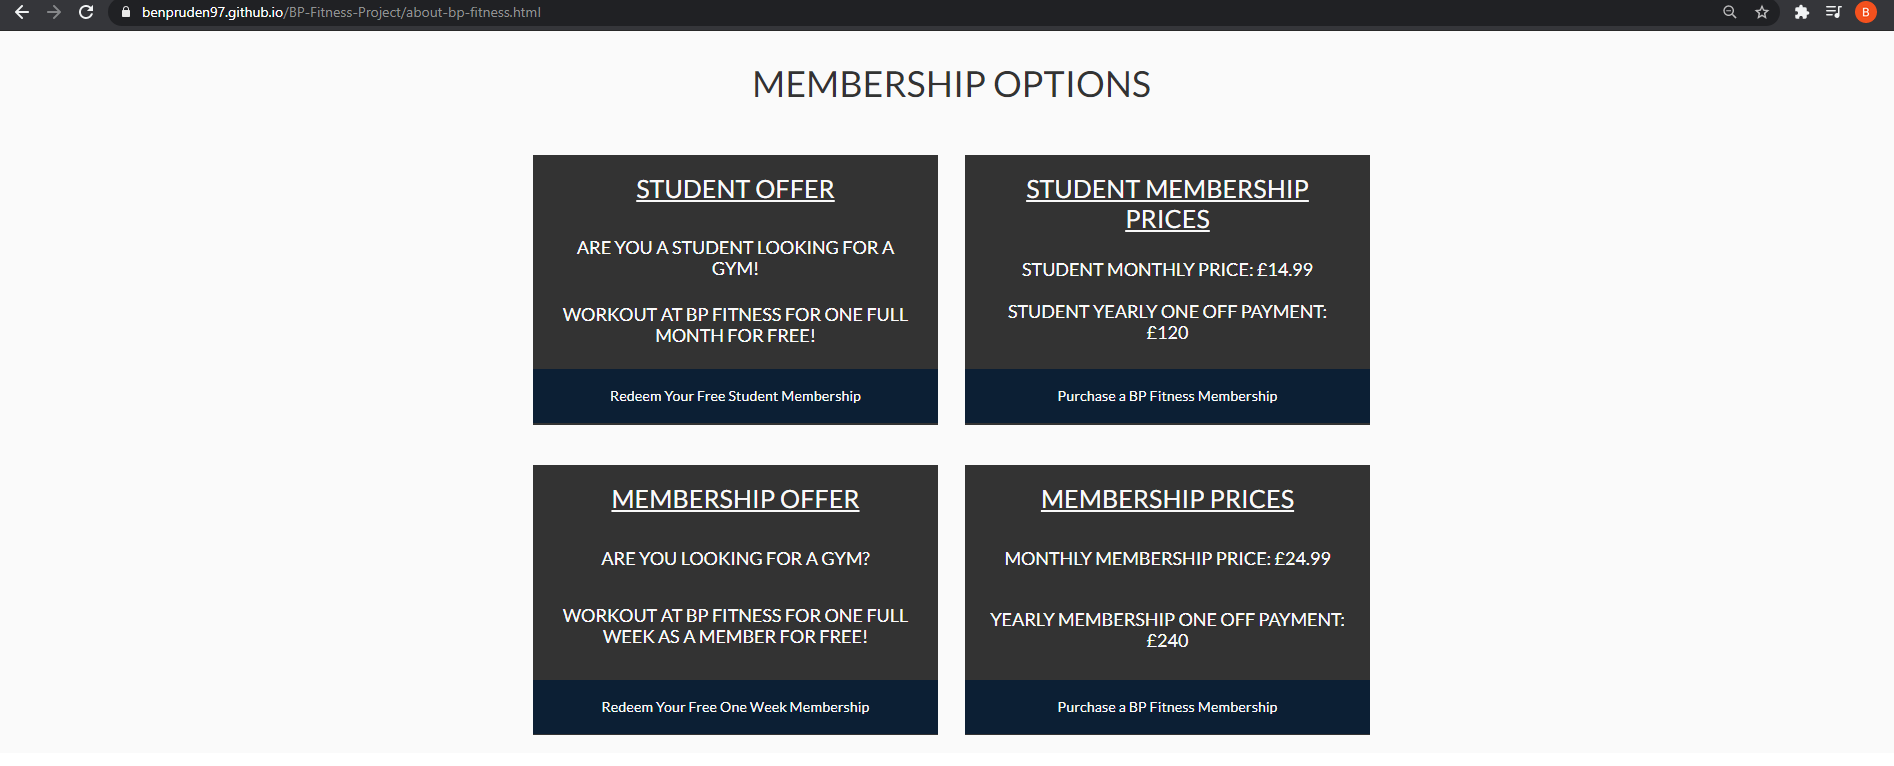 benpruden97.github.io/BP-Fitness-Project/about-bp-fitness.html
B
MEMBERSHIP OPTIONS
STUDENT OFFER
ARE YOU A STUDENT LOOKING FOR A
GYM!
WORKOUT AT BP FITNESS FOR ONE FULL
MONTH FOR FREE!
Redeem Your Free Student Membership
STUDENT MEMBERSHIP
PRICES
STUDENT MONTHLY PRICE: £14.99
STUDENT YEARLY ONE OFF PAYMENT:
£120
Purchase a BP Fitness Membership
MEMBERSHIP OFFER
ARE YOU LOOKING FOR A GYM?
WORKOUT AT BP FITNESS FOR ONE FULL
WEEK AS A MEMBER FOR FREE!
Redeem Your Free One Week Membership
MEMBERSHIP PRICES
MONTHLY MEMBERSHIP PRICE: £24.99
YEARLY MEMBERSHIP ONE OFF PAYMENT:
£240
Purchase a BP Fitness Membership